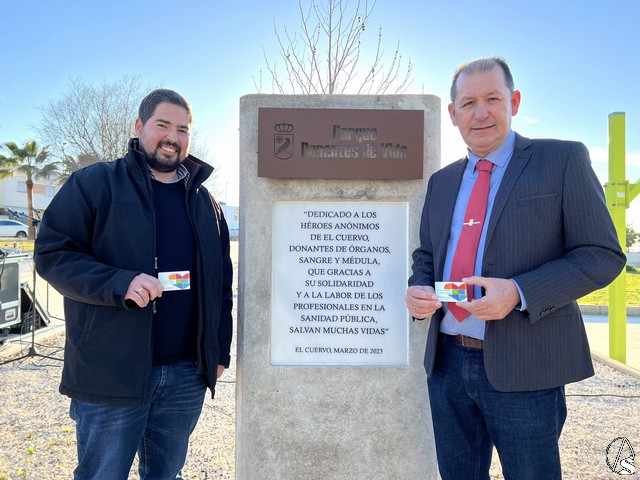 Parque
Donantes de Vida
"DEDICADO A LOS
HÉROES ANÓNIMOS
DE EL CUERVO,
DONANTES DE ÓRGANOS,
SANGRE Y MÉDULA,
QUE GRACIAS A
SU SOLIDARIDAD
Y A LA LABOR DE LOS
PROFESIONALES EN LA
SANIDAD PÚBLICA,
SALVAN MUCHAS VIDAS"
EL CUERVO, MARZO DE 2023